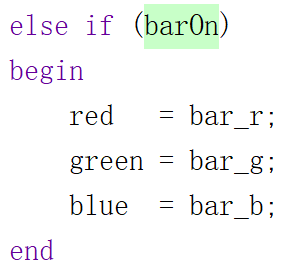 else if (barOn)
begin
    red   = bar_r;
    green = bar_g;
    blue  = bar_b;
end